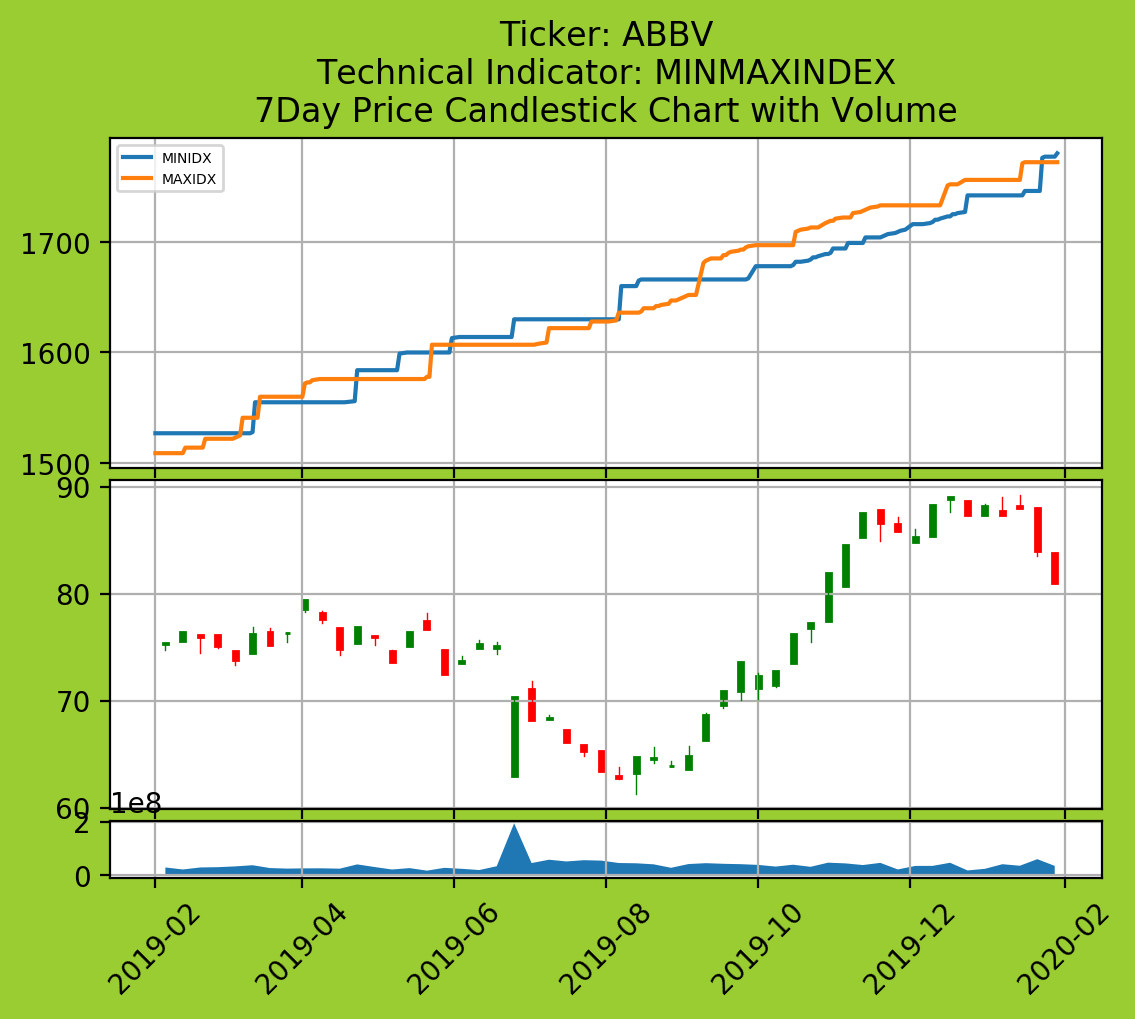 Ticker: ABBV
Technical Indicator: MINMAXINDEX
7Day Price Candlestick Chart with Volume
MINIDX
MAXIDX
1700
1600
1500
90
80
70
60
1e8
2
0
2019-02
2019-04
2019-06
2019-08
2019-10
2019-12
2020-02